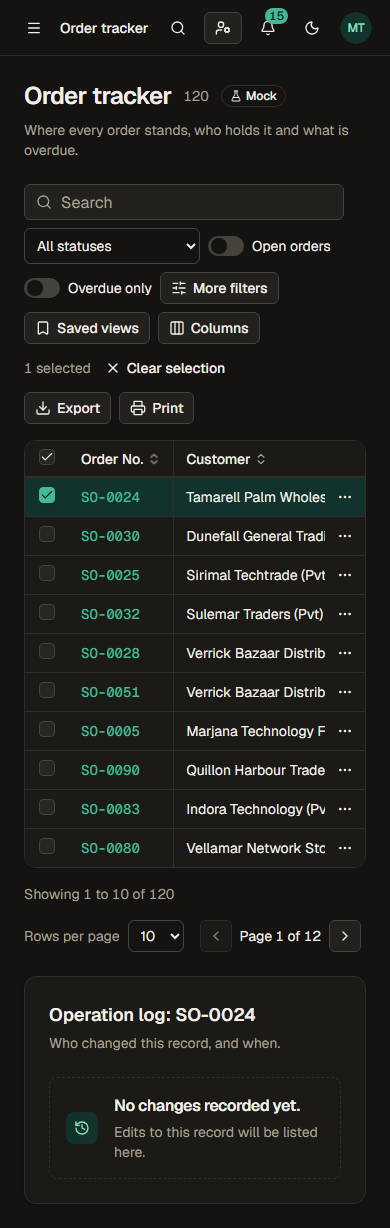 Order tracker
15
MT
Order tracker 120 Mock
Where every order stands, who holds it and what is
overdue.
Search
All statuses Open orders
Overdue only More filters
Saved views Columns
1 selected Clear selection
Export Print
Order No. Customer
SO-0024 Tamarell Palm Wholes
SO-0030 Dunefall General Tradi
SO-0025 Sirimal Techtrade (Pvt
SO-0032 Sulemar Traders (Pvt)
SO-0028 Verrick Bazaar Distrib
SO-0051 Verrick Bazaar Distrib
SO-0005 Marjana Technology F
SO-0090 Quillon Harbour Trade
SO-0083 Indora Technology (Pv
SO-0080 Vellamar Network Sto
Showing 1 to 10 of 120
Rows per page 10 Page 1 of 12
Operation log: SO-0024
Who changed this record, and when.
No changes recorded yet.
Edits to this record will be listed
here.